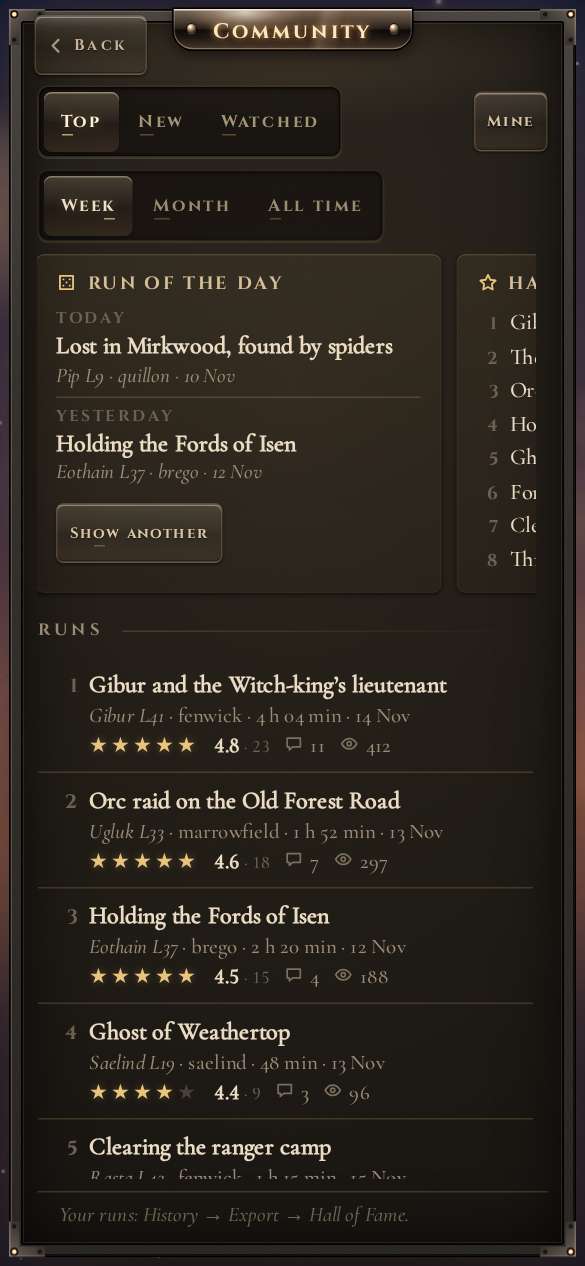 Back
Community
Top New Watched
Mine
Week Month All time
Run of the day
Today
Lost in Mirkwood, found by spiders
Pip L9 · quillon · 10 Nov
Yesterday
Holding the Fords of Isen
Eothain L37 · brego · 12 Nov
Show another
1
2
3
4
5
6
7
8
Runs
1 Gibur and the Witch-king’s lieutenant
Gibur L41 · fenwick · 4 h 04 min · 14 Nov
★★★★★ 4.8 · 23 11 412
2 Orc raid on the Old Forest Road
Ugluk L33 · marrowfield · 1 h 52 min · 13 Nov
★★★★★ 4.6 · 18 7 297
3 Holding the Fords of Isen
Eothain L37 · brego · 2 h 20 min · 12 Nov
★★★★★ 4.5 · 15 4 188
4 Ghost of Weathertop
Saelind L19 · saelind · 48 min · 13 Nov
★★★★★ 4.4 · 9 3 96
5 Clearing the ranger camp
Your runs: History → Export → Hall of Fame.